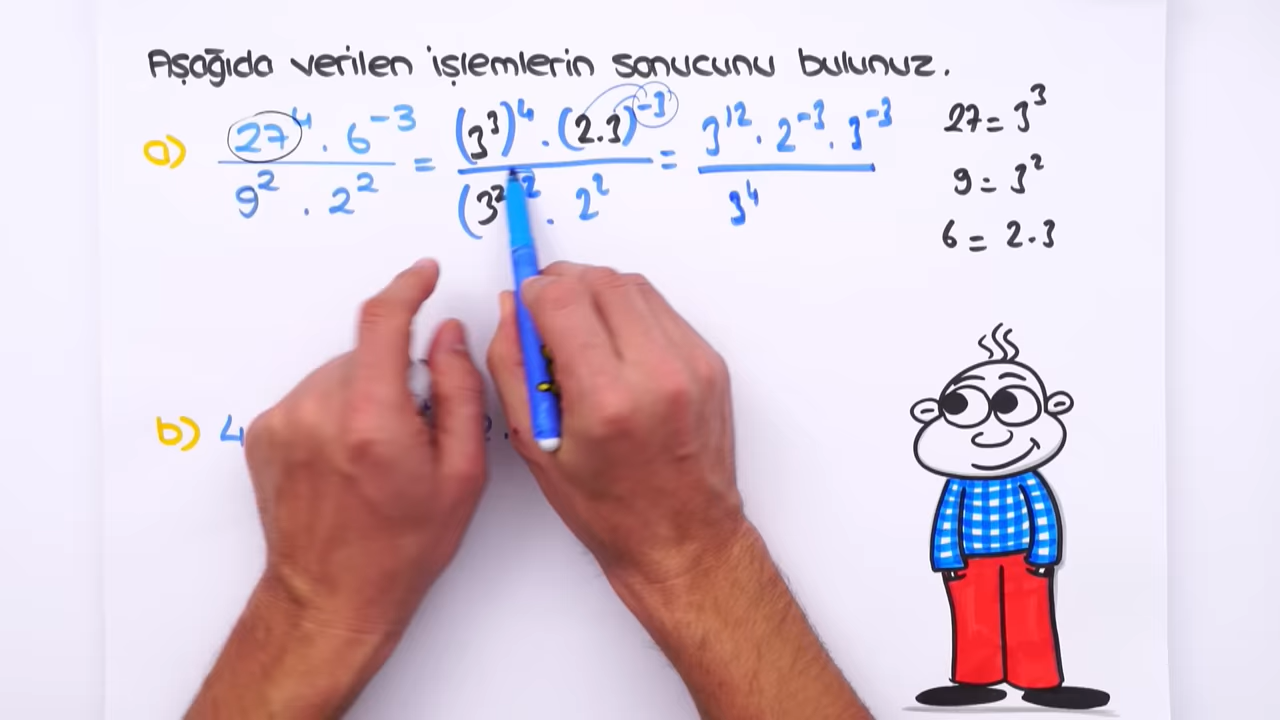 Aşağıda verilen işlemlerin sonucunu bulunuz.
a) 27⁴ . 6⁻³ / 9² . 2² = (3³)⁴ . (2.3)⁻³ / (3²)² . 2² = 3¹² . 2⁻³ . 3⁻³ / 3⁴
27 = 3³
9 = 3²
6 = 2.3
b) 4